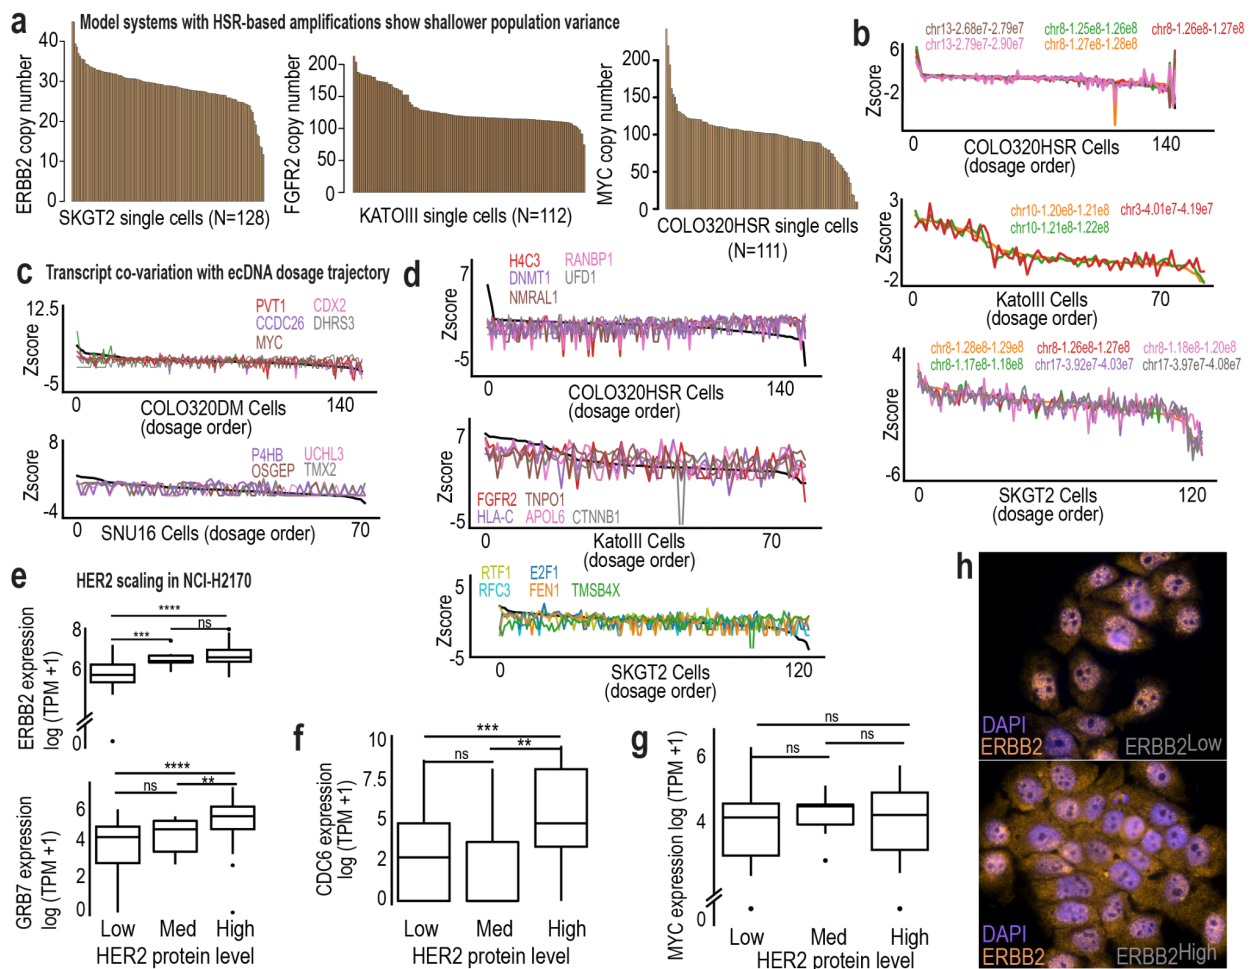 a Model systems with HSR-based amplifications show shallower population variance
ERBB2 copy number
40
30
20
10
0
SKGT2 single cells (N=128)
FGFR2 copy number
200
150
100
50
0
KATOIII single cells (N=112)
MYC copy number
200
150
100
50
0
COLO320HSR single cells
(N=111)
b
chr13-2.68e7-2.79e7 chr8-1.25e8-1.26e8 chr8-1.26e8-1.27e8
chr13-2.79e7-2.90e7 chr8-1.27e8-1.28e8
Zscore
6
-2
0 140
COLO320HSR Cells
(dosage order)
chr10-1.20e8-1.21e8 chr3-4.01e7-4.19e7
chr10-1.21e8-1.22e8
Zscore
3
-2
0 70
KatoIII Cells
(dosage order)
chr8-1.28e8-1.29e8 chr8-1.26e8-1.27e8 chr8-1.18e8-1.20e8
chr8-1.17e8-1.18e8 chr17-3.92e7-4.03e7 chr17-3.97e7-4.08e7
Zscore
4
-6
0 120
SKGT2 Cells
(dosage order)
c Transcript co-variation with ecDNA dosage trajectory
12.5
Zscore
-5
PVT1 CDX2
CCDC26 DHRS3
MYC
0 140
COLO320DM Cells
(dosage order)
8
Zscore
-4
P4HB UCHL3
OSGEP TMX2
0 70
SNU16 Cells (dosage order)
d
7
Zscore
-5
H4C3 RANBP1
DNMT1 UFD1
NMRAL1
0 140
COLO320HSR Cells
(dosage order)
7
Zscore
-5
FGFR2 TNPO1
HLA-C APOL6 CTNNB1
0 70
KatoIII Cells
(dosage order)
RTF1 E2F1
RFC3 FEN1 TMSB4X
5
Zscore
-5
0 120
SKGT2 Cells
(dosage order)
e HER2 scaling in NCI-H2170
ERBB2 expression
log (TPM +1)
8
6
0
****
*** ns
GRB7 expression
log (TPM +1)
6
4
2
0
****
ns **
Low Med High
HER2 protein level
f
CDC6 expression
log (TPM +1)
10
7.5
5
2
0
***
ns **
Low Med High
HER2 protein level
g
MYC expression log (TPM +1)
6
4
0
ns
ns ns
Low Med High
HER2 protein level
h
DAPI
ERBB2 ERBB2Low
DAPI
ERBB2 ERBB2High